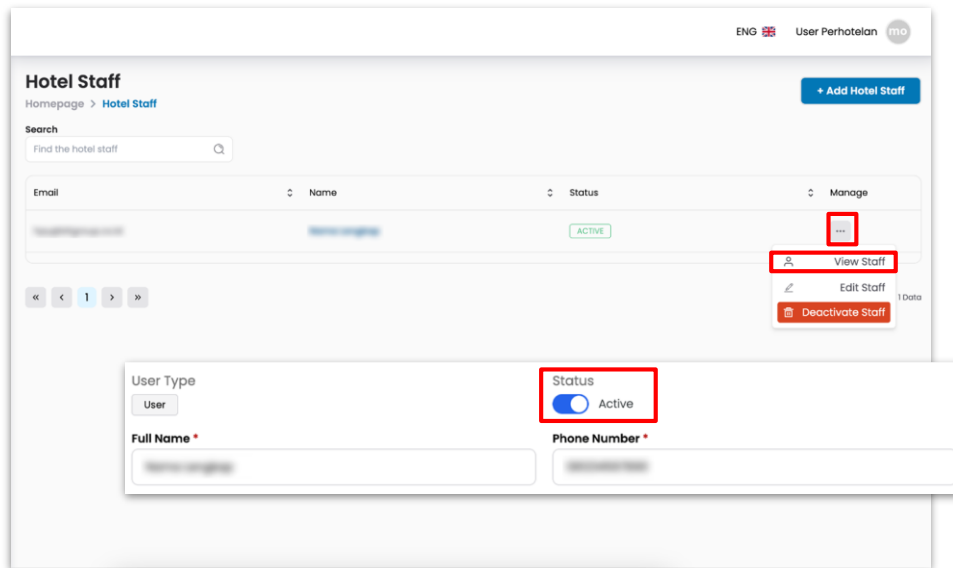 ENG User Perhotelan mo
Hotel Staff
+ Add Hotel Staff
Homepage > Hotel Staff
Search
Find the hotel staff
Email Name Status Manage
ACTIVE ...
View Staff
Edit Staff
« < 1 > » 1 Data
Deactivate Staff
User Type Status
User Active
Full Name * Phone Number *